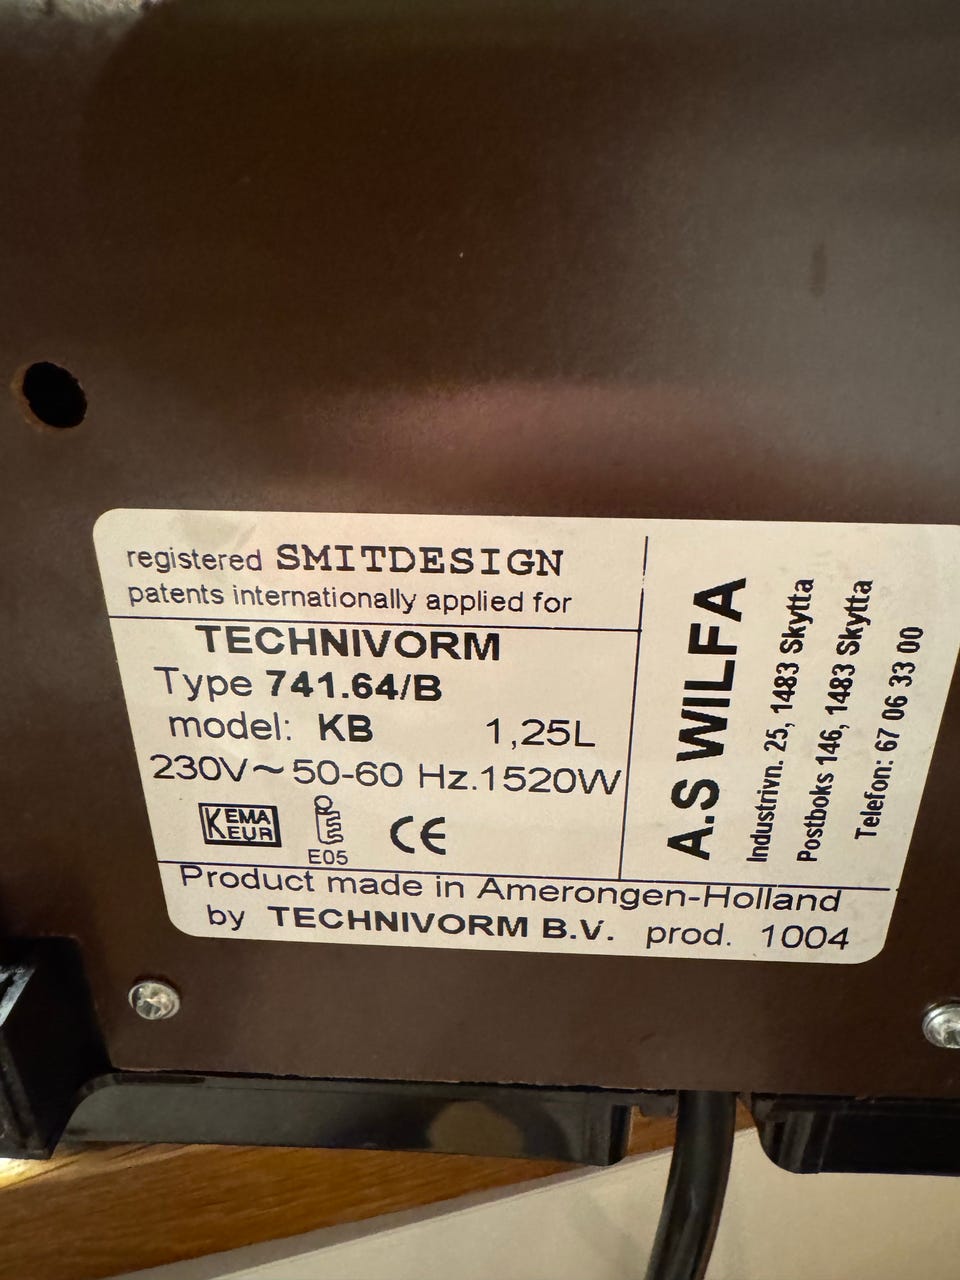 registered SMITDESIGN
patents internationally applied for
TECHNIVORM
Type 741.64/B
model: KB 1,25L
230V~50-60 Hz.1520W
KEMA
KEUR
E05
CE
A.S WILFA
Industrivn. 25, 1483 Skytta
Postboks 146, 1483 Skytta
Telefon: 67 06 33 00
Product made in Amerongen-Holland
by TECHNIVORM B.V. prod. 1004